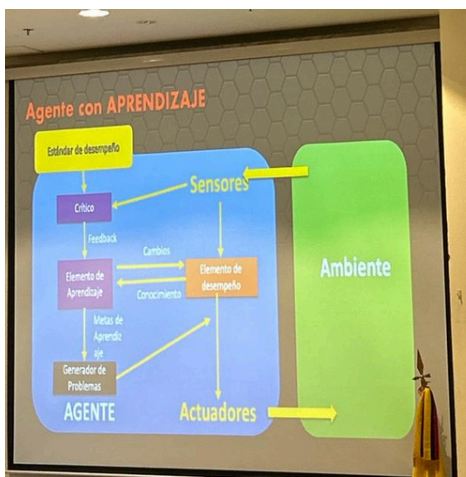 Agente con APRENDIZAJE
Estándar de desempeño
Sensores
Crítico
Feedback
Cambios
Elemento de
Aprendizaje
Elemento de
desempeño
Conocimiento
Ambiente
Metas de
Aprendiz
aje
Generador de
Problemas
AGENTE
Actuadores